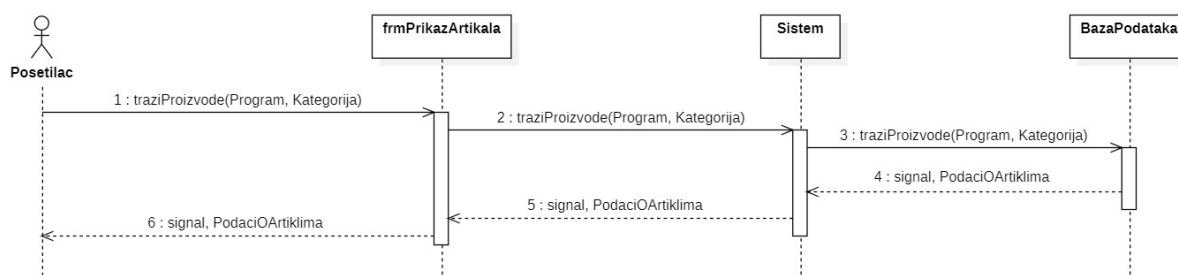 frmPrikazArtikala
Sistem
BazaPodataka
Posetilac
1 : traziProizvode(Program, Kategorija)
2 : traziProizvode(Program, Kategorija)
3 : traziProizvode(Program, Kategorija)
4 : signal, PodaciOArtiklima
5 : signal, PodaciOArtiklima
6 : signal, PodaciOArtiklima